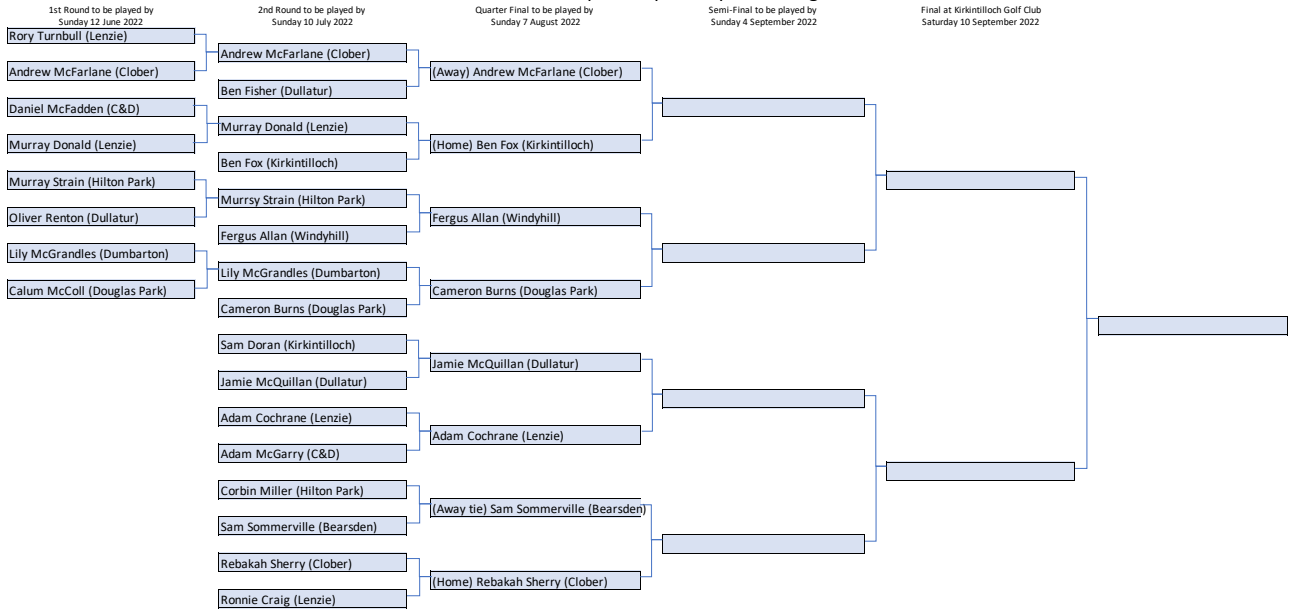 1st Round to be played by
Sunday 12 June 2022
2nd Round to be played by
Sunday 10 July 2022
Quarter Final to be played by
Sunday 7 August 2022
Semi-Final to be played by
Sunday 4 September 2022
Final at Kirkintilloch Golf Club
Saturday 10 September 2022
Rory Turnbull (Lenzie)
Andrew McFarlane (Clober)
Daniel McFadden (C&D)
Murray Donald (Lenzie)
Murray Strain (Hilton Park)
Oliver Renton (Dullatur)
Lily McGrandles (Dumbarton)
Calum McColl (Douglas Park)
Andrew McFarlane (Clober)
Ben Fisher (Dullatur)
Murray Donald (Lenzie)
Ben Fox (Kirkintilloch)
Murrsy Strain (Hilton Park)
Fergus Allan (Windyhill)
Lily McGrandles (Dumbarton)
Cameron Burns (Douglas Park)
Sam Doran (Kirkintilloch)
Jamie McQuillan (Dullatur)
Adam Cochrane (Lenzie)
Adam McGarry (C&D)
Corbin Miller (Hilton Park)
Sam Sommerville (Bearsden)
Rebakah Sherry (Clober)
Ronnie Craig (Lenzie)
(Away) Andrew McFarlane (Clober)
(Home) Ben Fox (Kirkintilloch)
Fergus Allan (Windyhill)
Cameron Burns (Douglas Park)
Jamie McQuillan (Dullatur)
Adam Cochrane (Lenzie)
(Away tie) Sam Sommerville (Bearsden)
(Home) Rebakah Sherry (Clober)